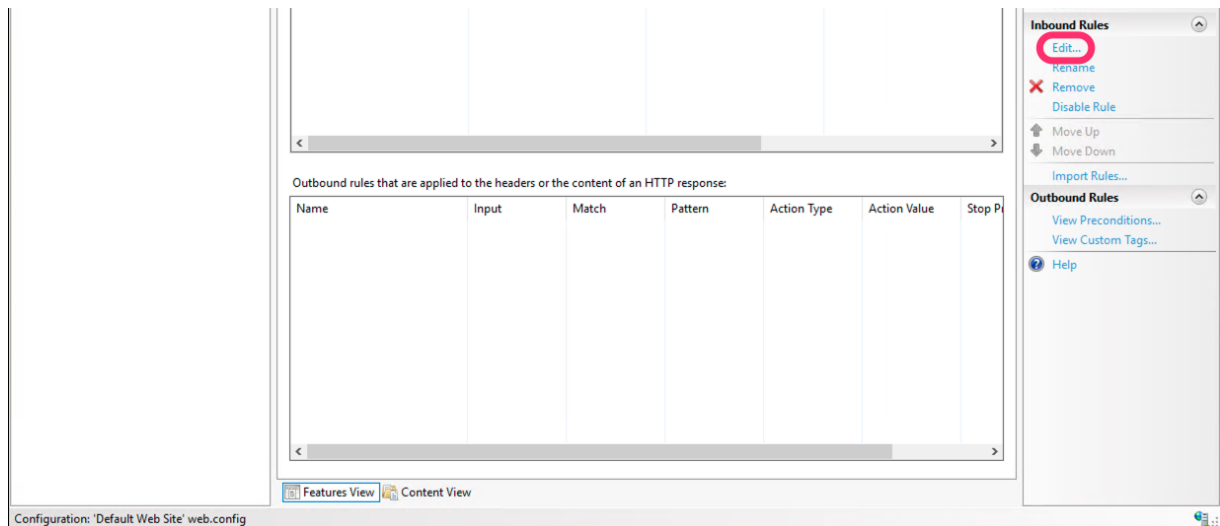 Inbound Rules
Edit...
Rename
Remove
Disable Rule
Move Up
Move Down
Import Rules...
Outbound rules that are applied to the headers or the content of an HTTP response:
Name Input Match Pattern Action Type Action Value Stop Pr
Outbound Rules
View Preconditions...
View Custom Tags...
Help
Features View Content View
Configuration: 'Default Web Site' web.config